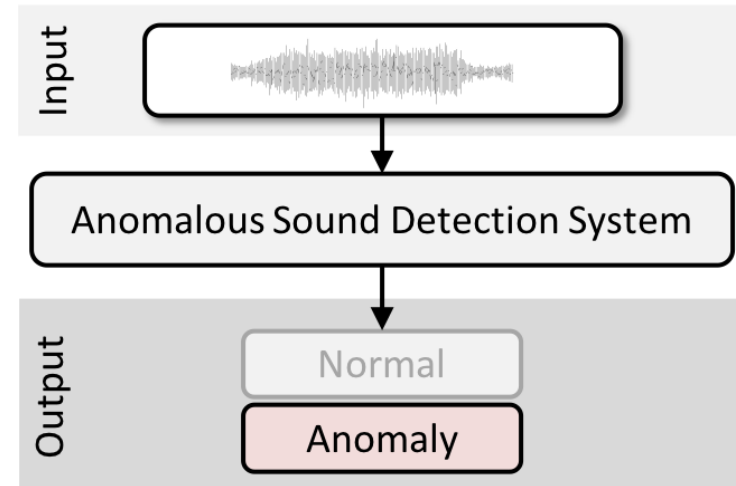 Input
Anomalous Sound Detection System
Output
Normal
Anomaly